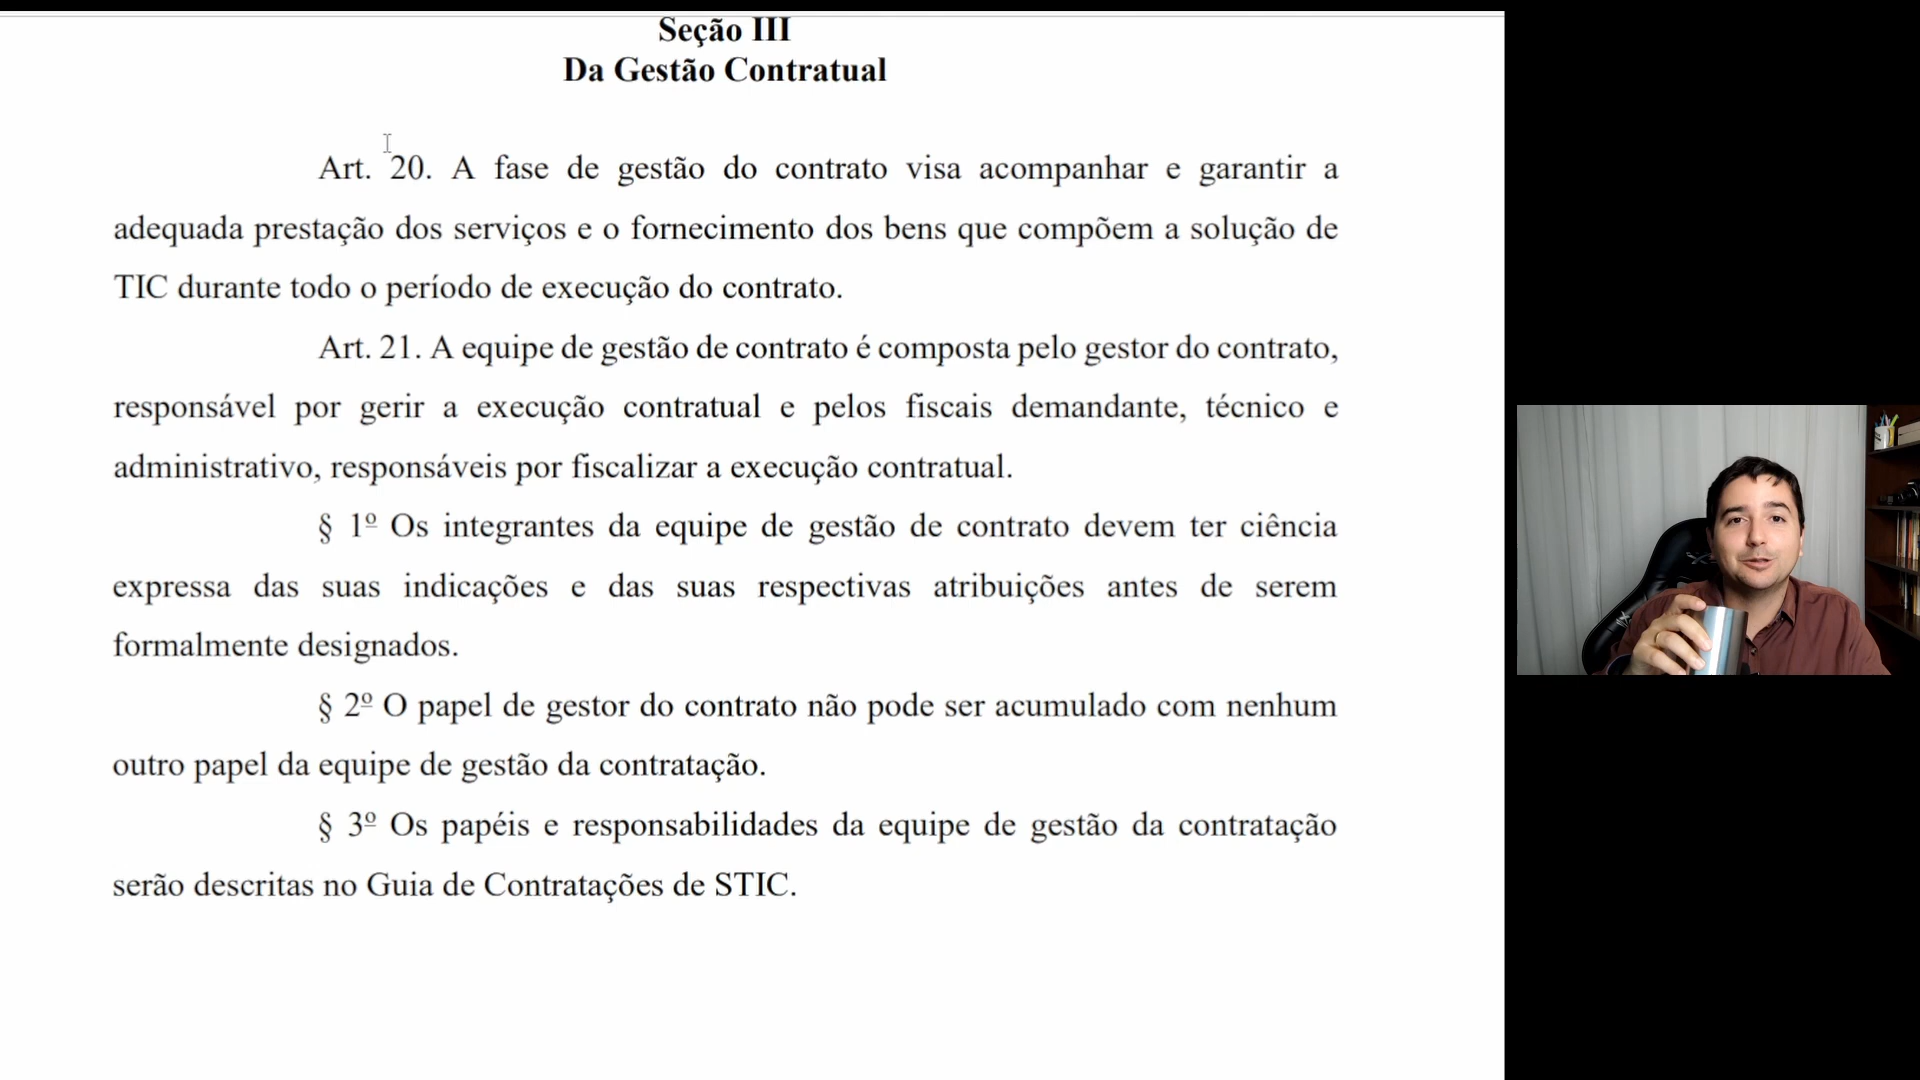 Seção III
Da Gestão Contratual
Art. 20. A fase de gestão do contrato visa acompanhar e garantir a
adequada prestação dos serviços e o fornecimento dos bens que compõem a solução de
TIC durante todo o período de execução do contrato.
Art. 21. A equipe de gestão de contrato é composta pelo gestor do contrato,
responsável por gerir a execução contratual e pelos fiscais demandante, técnico e
administrativo, responsáveis por fiscalizar a execução contratual.
§ 1º Os integrantes da equipe de gestão de contrato devem ter ciência
expressa das suas indicações e das suas respectivas atribuições antes de serem
formalmente designados.
§ 2º O papel de gestor do contrato não pode ser acumulado com nenhum
outro papel da equipe de gestão da contratação.
§ 3º Os papéis e responsabilidades da equipe de gestão da contratação
serão descritas no Guia de Contratações de STIC.